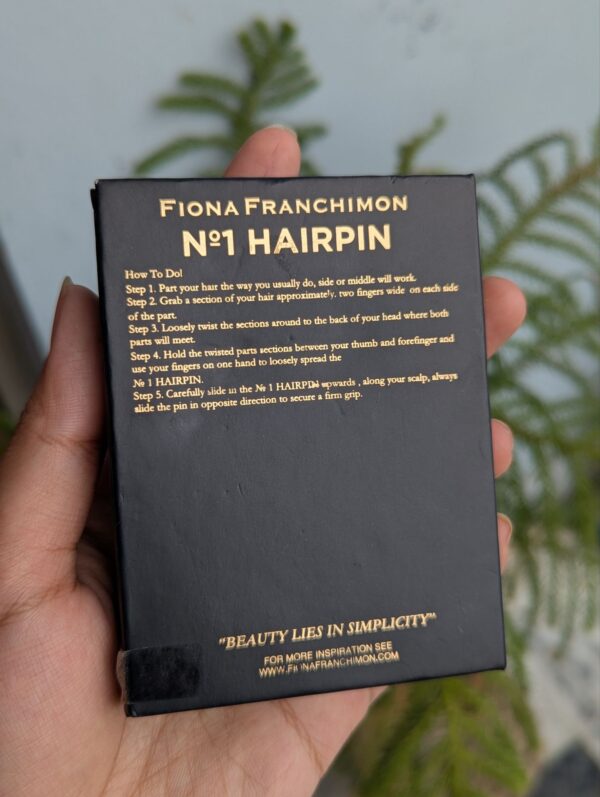 FIONA FRANCHIMON
Nº1 HAIRPIN
How To Do!
Step 1. Part your hair the way you usually do, side or middle will work.
Step 2. Grab a section of your hair approximately, two fingers wide on each side
of the part.
Step 3. Loosely twist the sections around to the back of your head where both
parts will meet.
Step 4. Hold the twisted parts sections between your thumb and forefinger and
use your fingers on one hand to loosely spread the
№ 1 HAIRPIN.
Step 5. Carefully slide in the № 1 HAIRPIN upwards , along your scalp, always
slide the pin in opposite direction to secure a firm grip.
"BEAUTY LIES IN SIMPLICITY"
FOR MORE INSPIRATION SEE
WWW.FIONAFRANCHIMON.COM